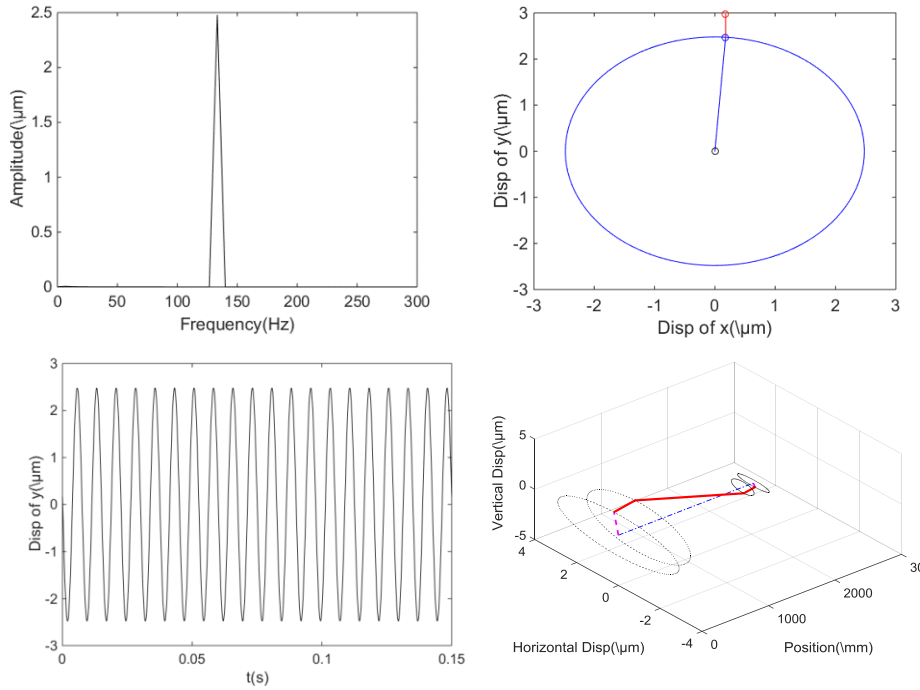 2.5
2
1.5
1
0.5
0
Amplitude(\μm)
0 50 100 150 200 250 300
Frequency(Hz)
3
2
1
0
-1
-2
-3
Disp of y(\μm)
-3 -2 -1 0 1 2 3
Disp of x(\μm)
3
2
1
0
-1
-2
-3
Disp of y(\μm)
0 0.05 0.1 0.15
t(s)
5
0
-5
Vertical Disp(\μm)
4
2
0
-2
-4
Horizontal Disp(\μm)
0
1000
2000
30
Position(\mm)